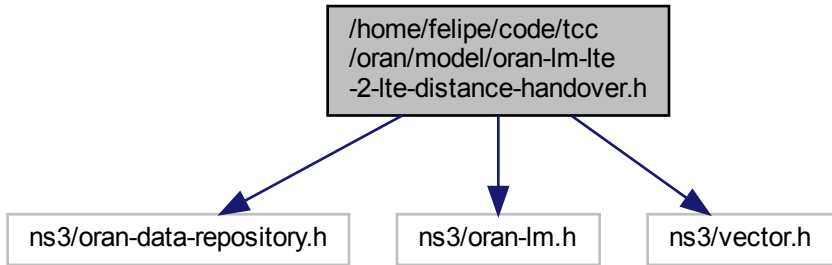 /home/felipe/code/tcc
/oran/model/oran-lm-lte
-2-lte-distance-handover.h
ns3/oran-data-repository.h
ns3/oran-lm.h
ns3/vector.h